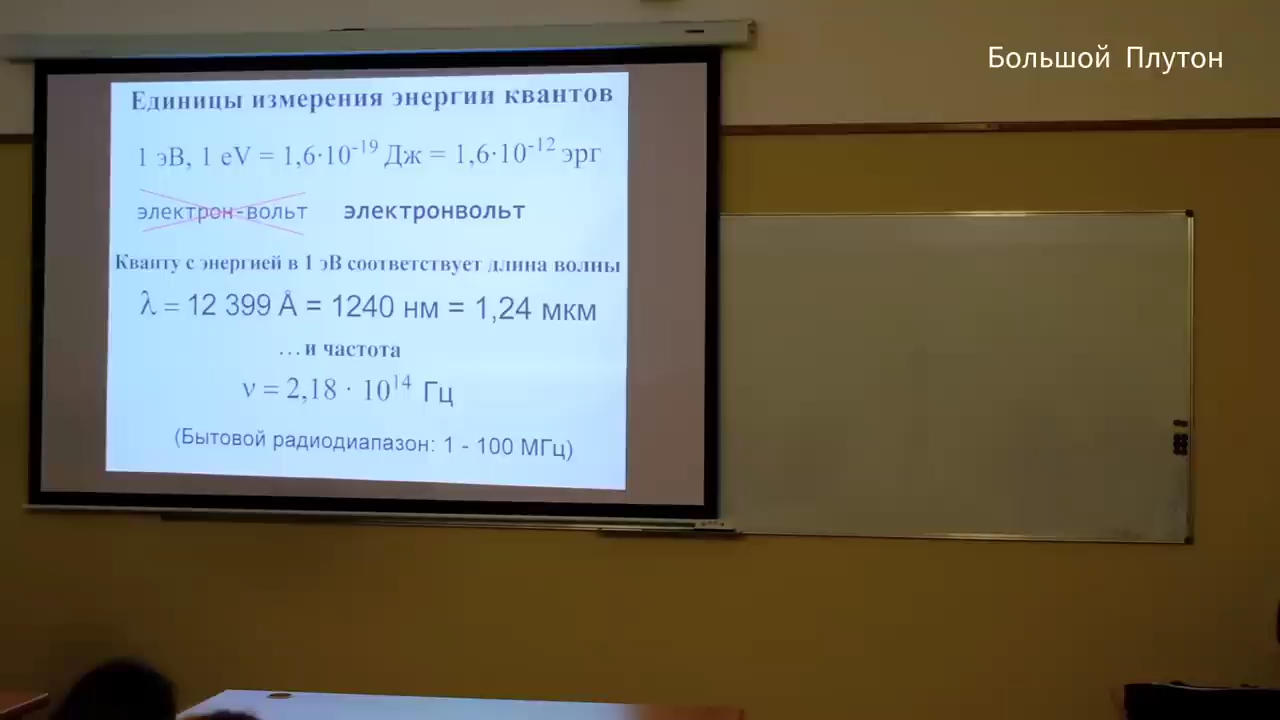 Большой Плутон
Единицы измерения энергии квантов
1 эВ, 1 eV = 1,6·10⁻¹⁹ Дж = 1,6·10⁻¹² эрг
электрон-вольт электронвольт
Кванту с энергией в 1 эВ соответствует длина волны
λ = 12 399 Å = 1240 нм = 1,24 мкм
...и частота
ν = 2,18 · 10¹⁴ Гц
(Бытовой радиодиапазон: 1 - 100 МГц)